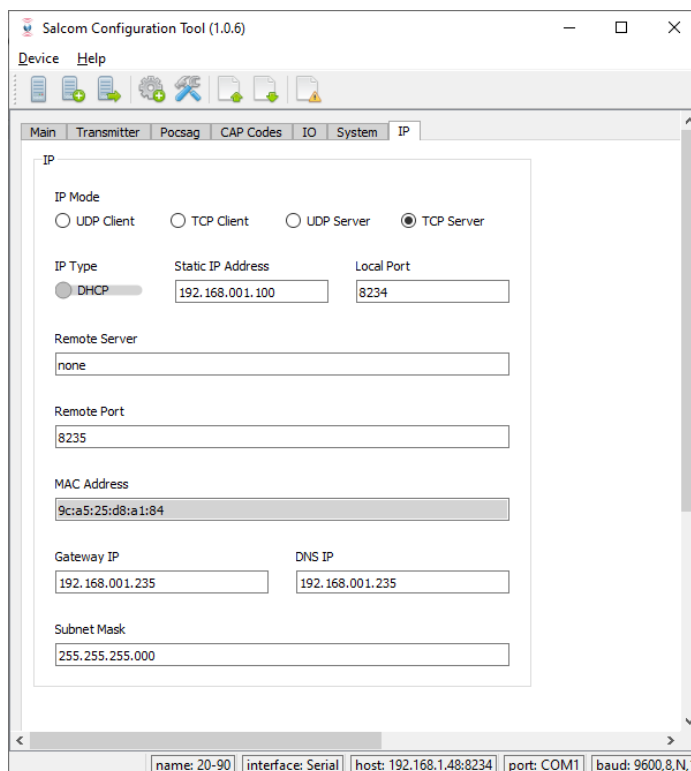 Salcom Configuration Tool (1.0.6)
Device Help
Main Transmitter Pocsag CAP Codes IO System IP
IP
IP Mode
UDP Client TCP Client UDP Server TCP Server
IP Type Static IP Address Local Port
DHCP 192.168.001.100 8234
Remote Server
none
Remote Port
8235
MAC Address
9c:a5:25:d8:a1:84
Gateway IP DNS IP
192.168.001.235 192.168.001.235
Subnet Mask
255.255.255.000
name: 20-90 interface: Serial host: 192.168.1.48:8234 port: COM1 baud: 9600,8,N,